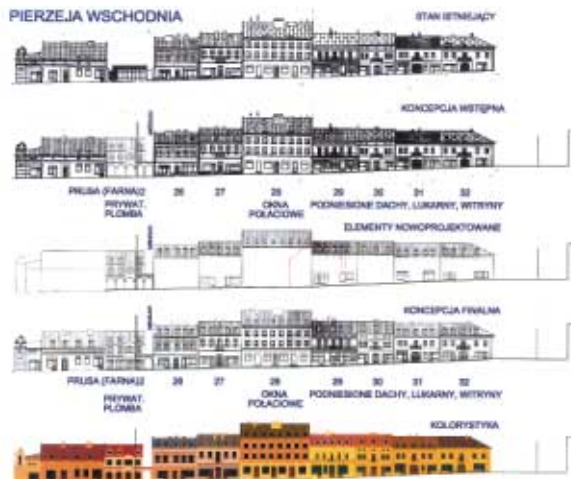 PIERZEJA WSCHODNIA
STAN ISTNIEJĄCY
KONCEPCJA WSTĘPNA
PRUSA (FARNA)2 26 27 28 29 30 31 32
PRYWAT. PLOMBA OKNA POŁACIOWE PODNIESIONE DACHY, LUKARNY, WITRYNY
ELEMENTY NOWOPROJEKTOWANE
KONCEPCJA FINALNA
PRUSA (FARNA)2 26 27 28 29 30 31 32
PRYWAT. PLOMBA OKNA POŁACIOWE PODNIESIONE DACHY, LUKARNY, WITRYNY
KOLORYSTYKA